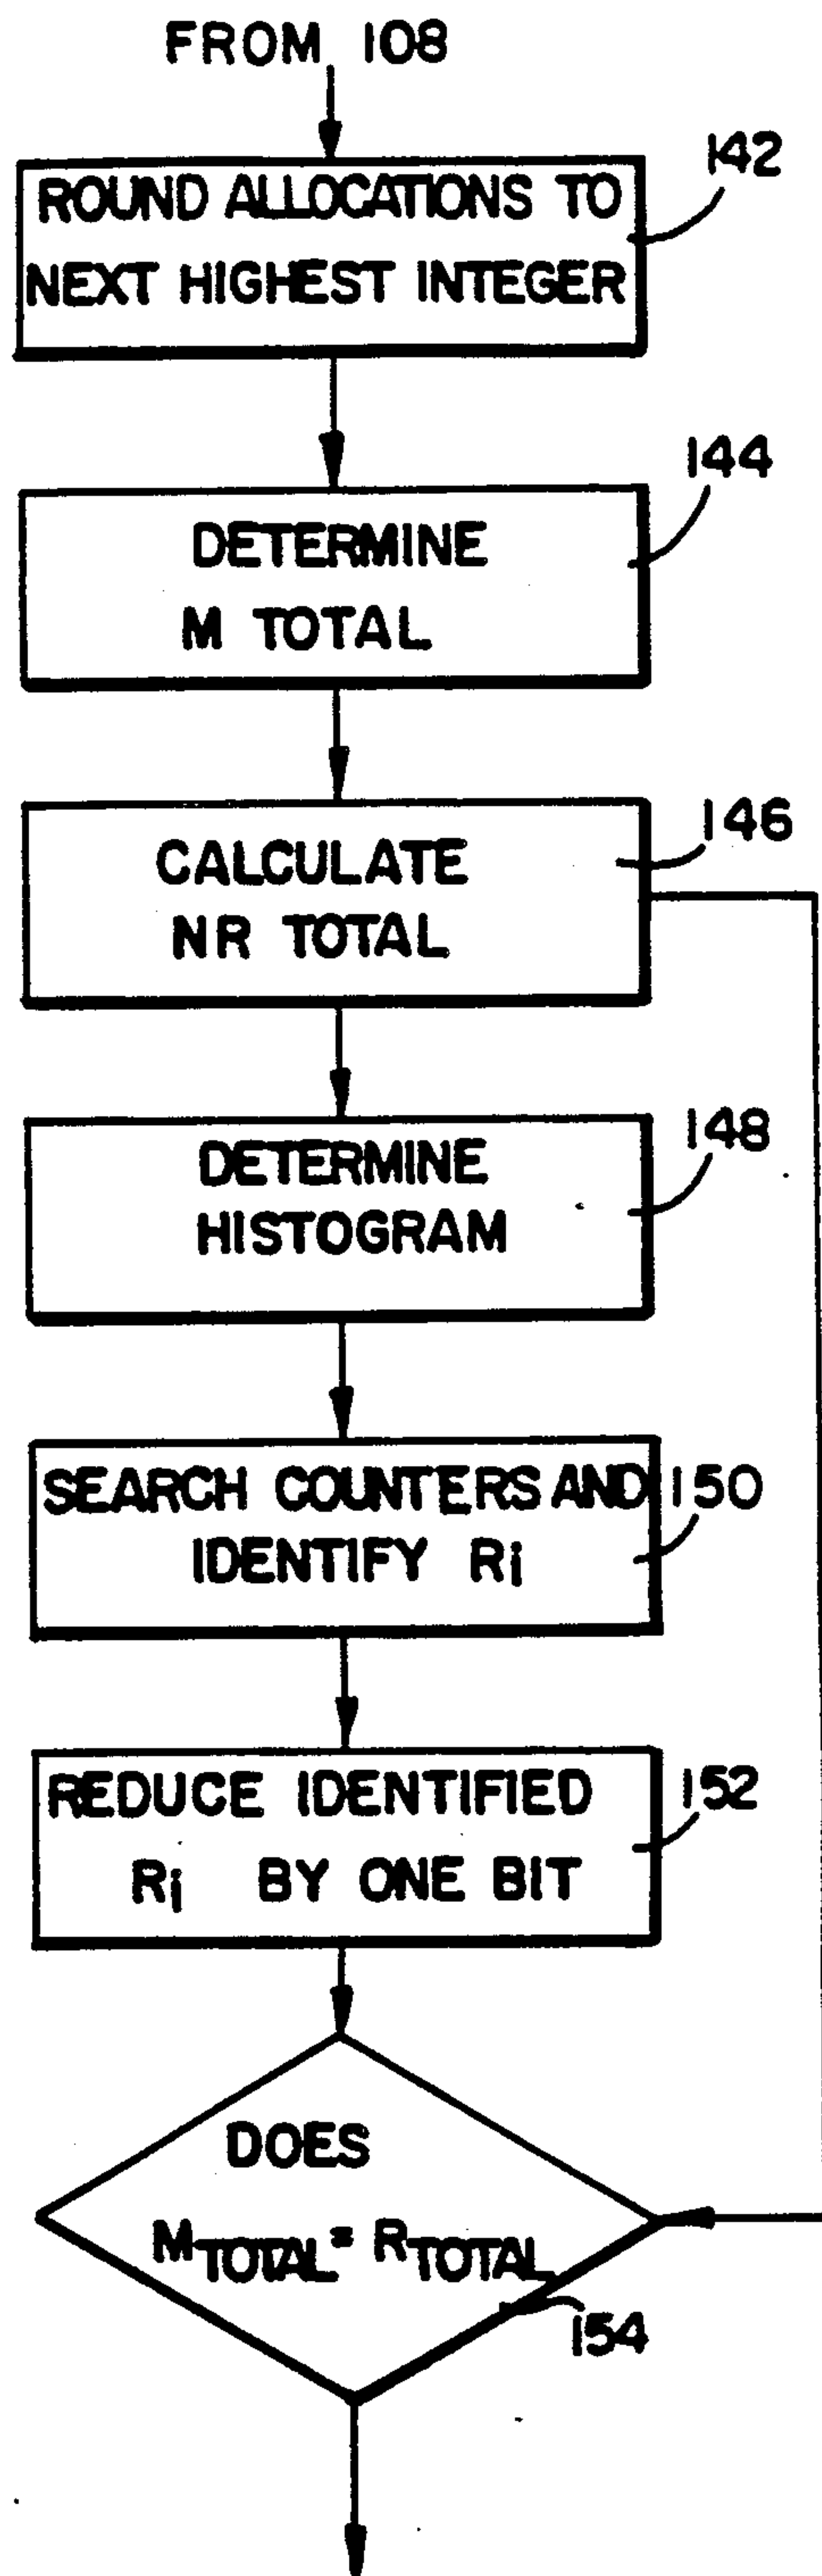 FROM 108
142
ROUND ALLOCATIONS TO
NEXT HIGHEST INTEGER
144
DETERMINE
M TOTAL
146
CALCULATE
NR TOTAL
148
DETERMINE
HISTOGRAM
150
SEARCH COUNTERS AND
IDENTIFY Ri
152
REDUCE IDENTIFIED
Ri BY ONE BIT
DOES
MTOTAL= RTOTAL
154